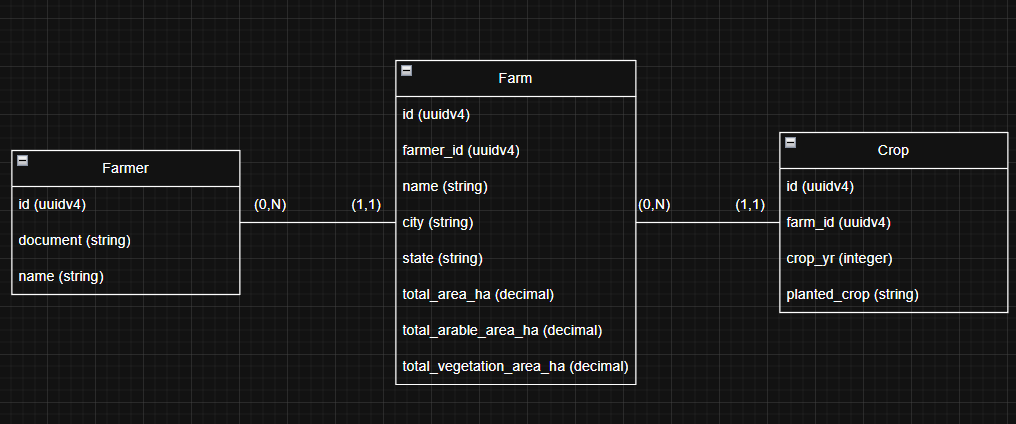 Farmer
id (uuidv4)
document (string)
name (string)
(0,N)
(1,1)
Farm
id (uuidv4)
farmer_id (uuidv4)
name (string)
city (string)
state (string)
total_area_ha (decimal)
total_arable_area_ha (decimal)
total_vegetation_area_ha (decimal)
(0,N)
(1,1)
Crop
id (uuidv4)
farm_id (uuidv4)
crop_yr (integer)
planted_crop (string)